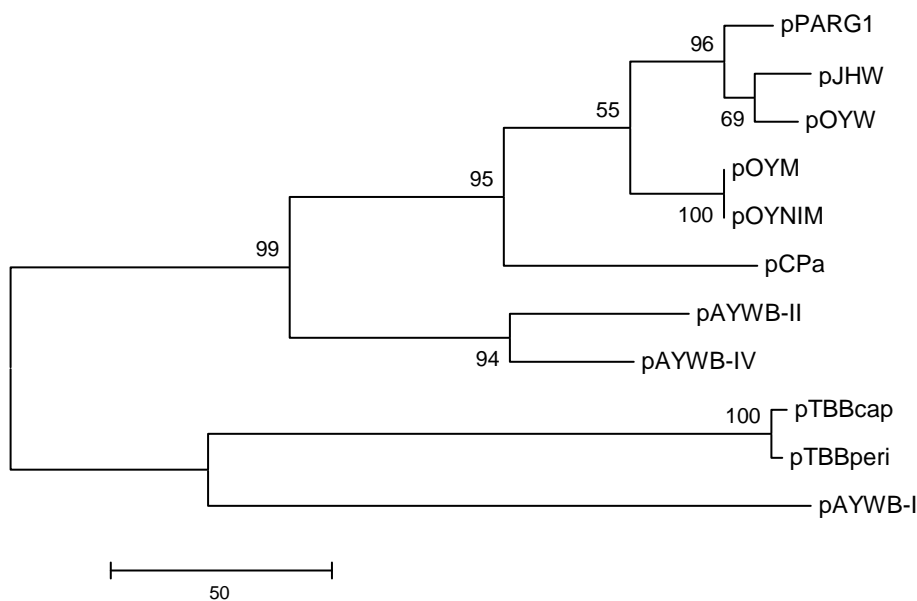 pPARG1
96
pJHW
69
pOYW
55
pOYM
95
100
pOYNIM
99
pCPa
pAYWB-II
94
pAYWB-IV
100
pTBBcap
pTBBperi
pAYWB-I
50